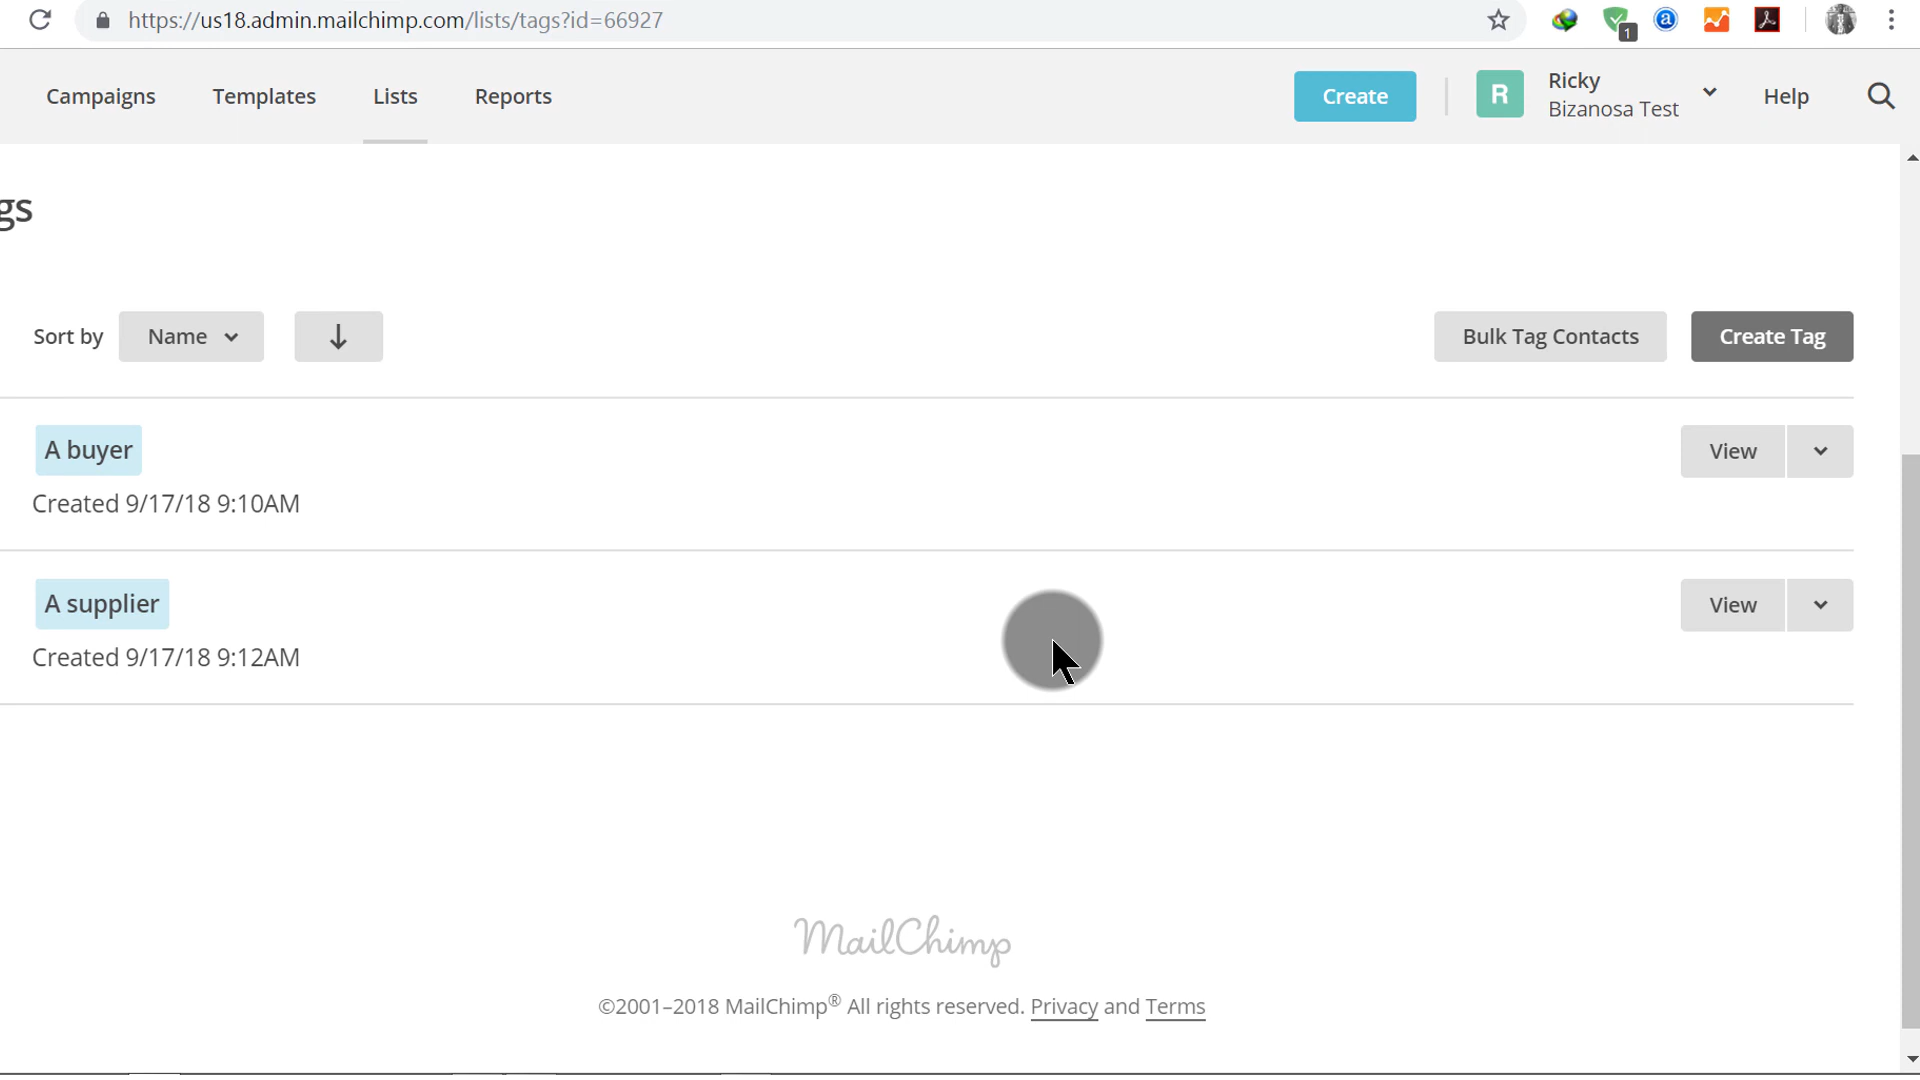 https://us18.admin.mailchimp.com/lists/tags?id=66927
1
a
Campaigns Templates Lists Reports Create R Ricky Help
Bizanosa Test
gs
Sort by Name Bulk Tag Contacts Create Tag
A buyer View
Created 9/17/18 9:10AM
A supplier View
Created 9/17/18 9:12AM
MailChimp
©2001–2018 MailChimp® All rights reserved. Privacy and Terms